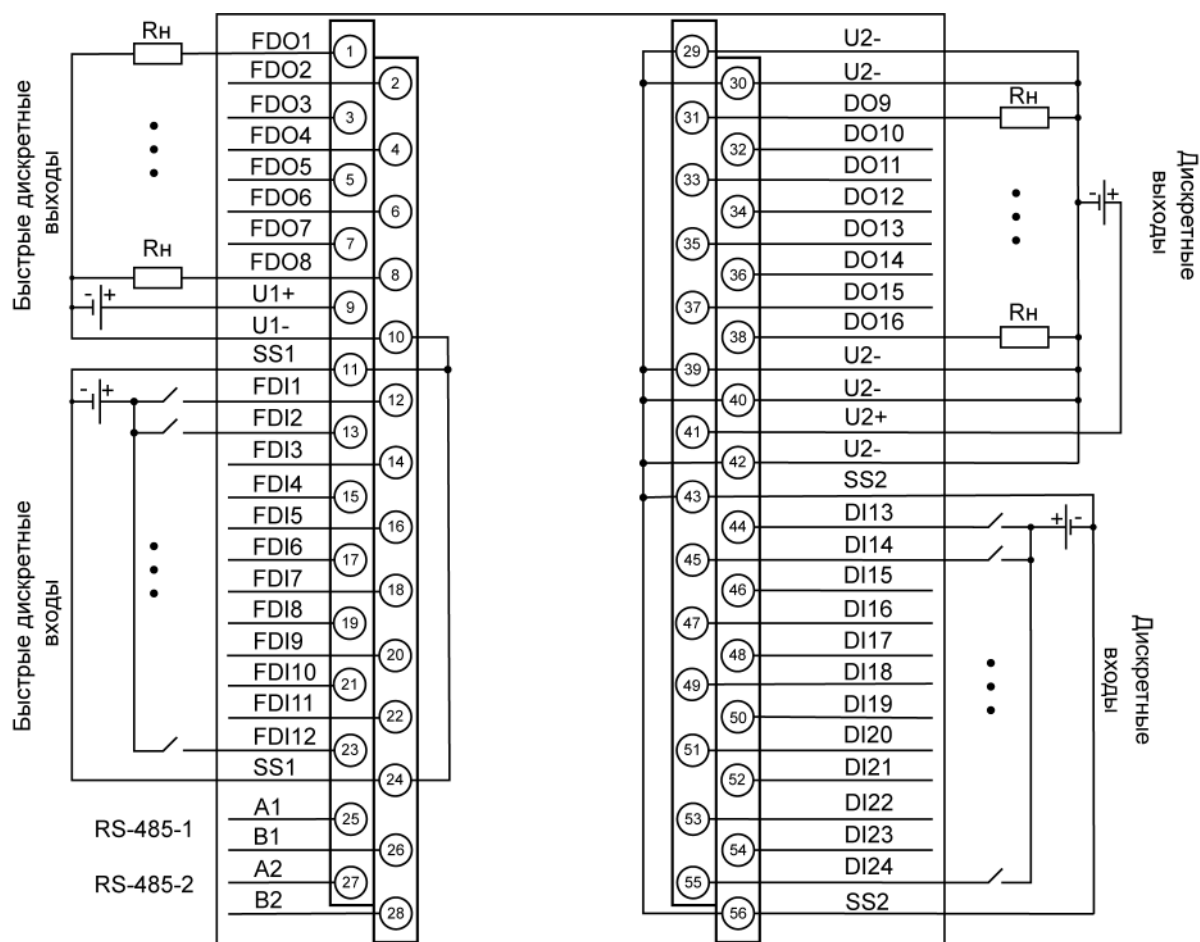 Быстрые дискретные
выходы
Rн
FDO1
1
FDO2
2
FDO3
3
FDO4
4
FDO5
5
FDO6
6
FDO7
7
Rн
FDO8
8
- +
U1+
9
U1-
10
SS1
11
Быстрые дискретные
входы
- +
FDI1
12
FDI2
13
FDI3
14
FDI4
15
FDI5
16
FDI6
17
FDI7
18
FDI8
19
FDI9
20
FDI10
21
FDI11
22
FDI12
23
SS1
24
RS-485-1
A1
25
B1
26
RS-485-2
A2
27
B2
28
29
U2-
30
U2-
31
DO9
Rн
32
DO10
33
DO11
34
DO12
35
DO13
36
DO14
37
DO15
38
DO16
Rн
- +
Дискретные
выходы
39
U2-
40
U2-
41
U2+
42
U2-
43
SS2
44
DI13
+ -
45
DI14
46
DI15
47
DI16
48
DI17
49
DI18
50
DI19
51
DI20
52
DI21
53
DI22
54
DI23
55
DI24
56
SS2
Дискретные
входы